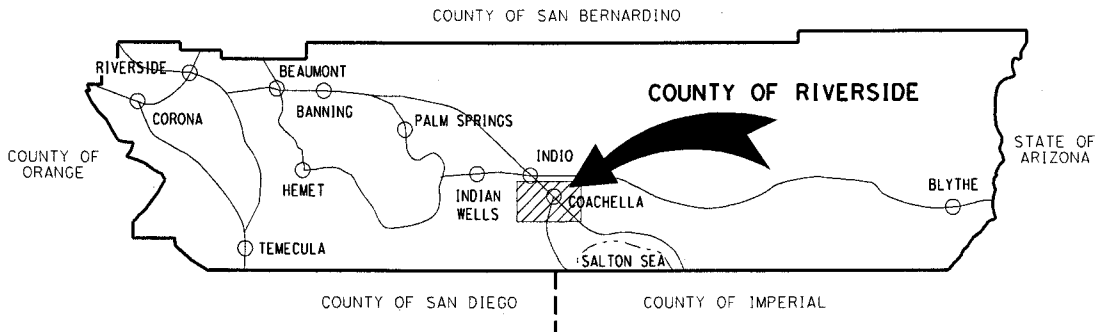 COUNTY OF SAN BERNARDINO
RIVERSIDE
BEAUMONT
BANNING
COUNTY OF RIVERSIDE
CORONA
PALM SPRINGS
STATE OF
ARIZONA
COUNTY OF
ORANGE
INDIO
HEMET
INDIAN
WELLS
COACHELLA
BLYTHE
TEMECULA
SALTON SEA
COUNTY OF SAN DIEGO
COUNTY OF IMPERIAL